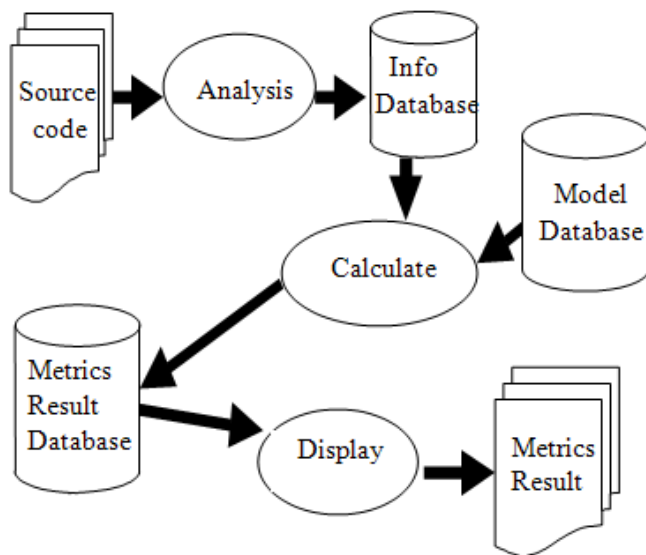 Source
code
Analysis
Info
Database
Model
Database
Calculate
Metrics
Result
Database
Display
Metrics
Result